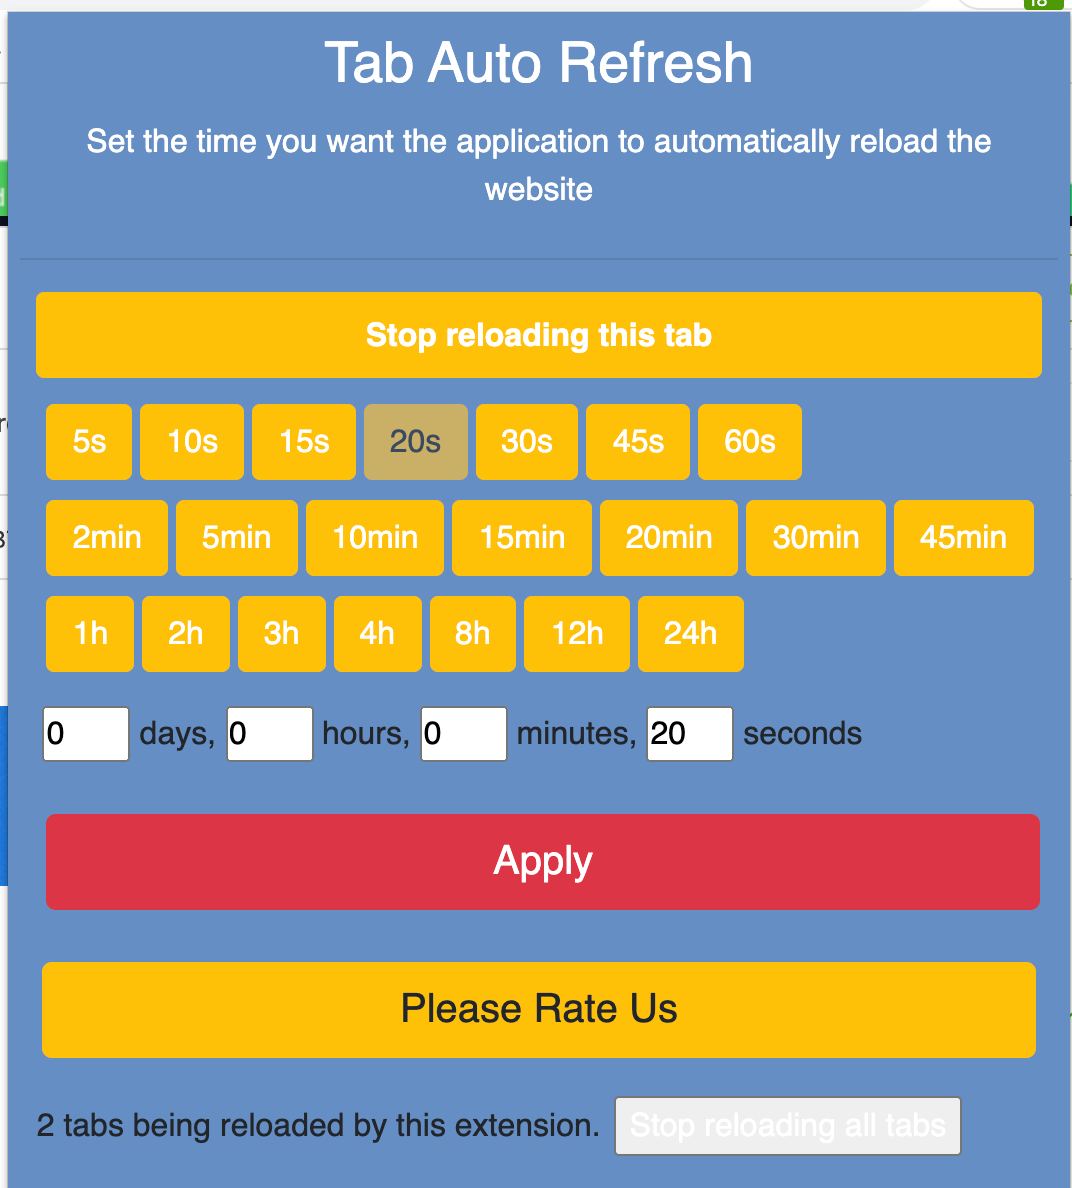 Tab Auto Refresh
Set the time you want the application to automatically reload the
website
Stop reloading this tab
5s 10s 15s 20s 30s 45s 60s
2min 5min 10min 15min 20min 30min 45min
1h 2h 3h 4h 8h 12h 24h
0 days, 0 hours, 0 minutes, 20 seconds
Apply
Please Rate Us
2 tabs being reloaded by this extension. Stop reloading all tabs